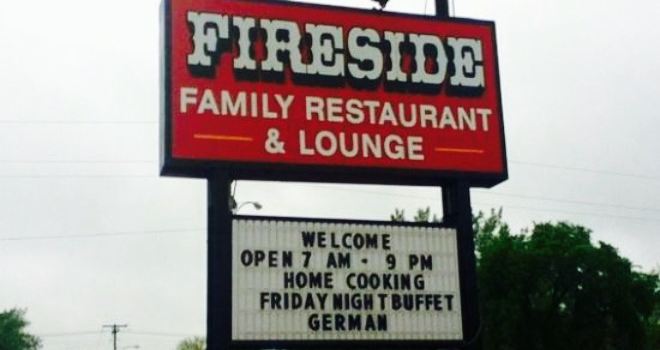 FIRESIDE
FAMILY RESTAURANT
& LOUNGE
WELCOME
OPEN 7 AM - 9 PM
HOME COOKING
FRIDAY NIGHT BUFFET
GERMAN